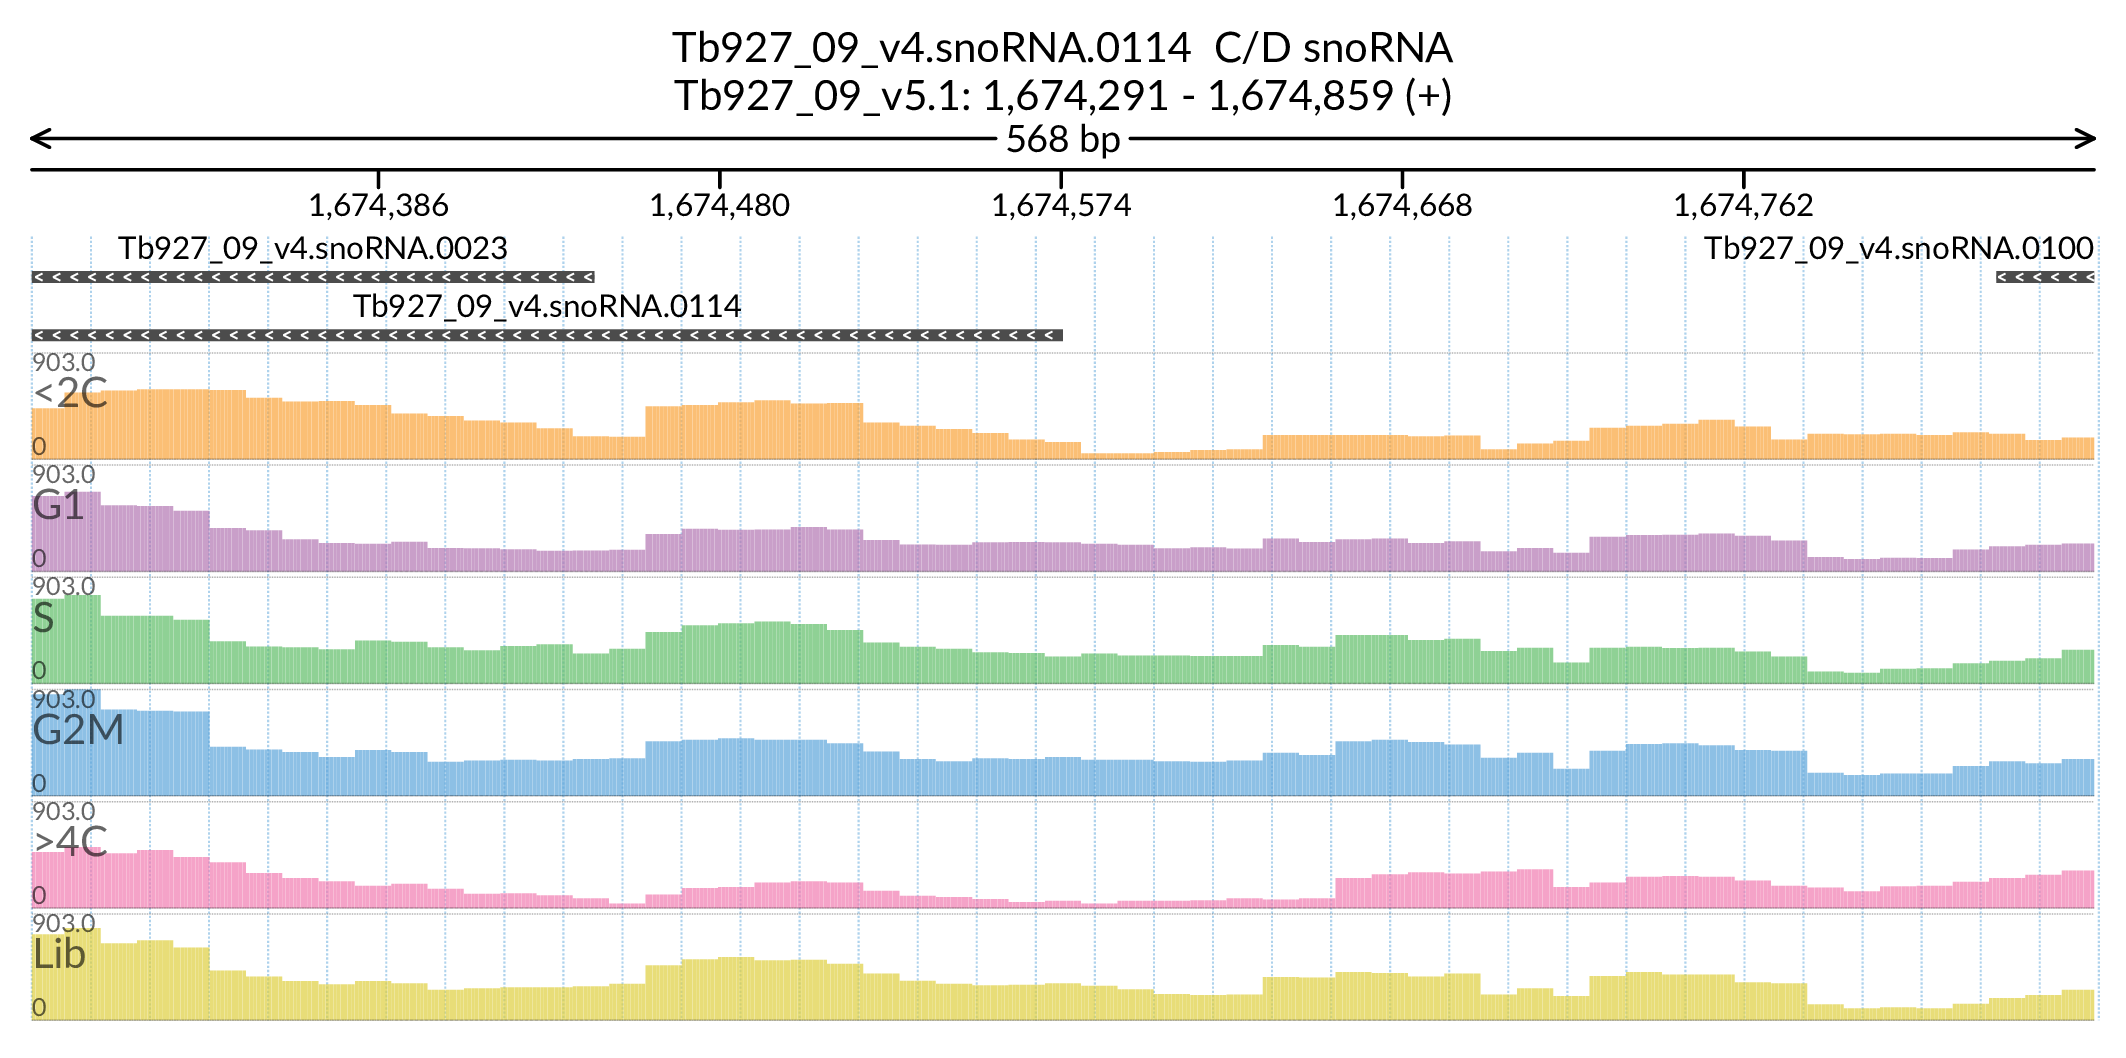 Tb927_09_v4.snoRNA.0114  C/D snoRNA
Tb927_09_v5.1: 1,674,291 - 1,674,859 (+)
568 bp
1,674,386 1,674,480 1,674,574 1,674,668 1,674,762
Tb927_09_v4.snoRNA.0023 Tb927_09_v4.snoRNA.0100
Tb927_09_v4.snoRNA.0114
903.0
<2C
0
903.0
G1
0
903.0
S
0
903.0
G2M
0
903.0
>4C
0
903.0
Lib
0